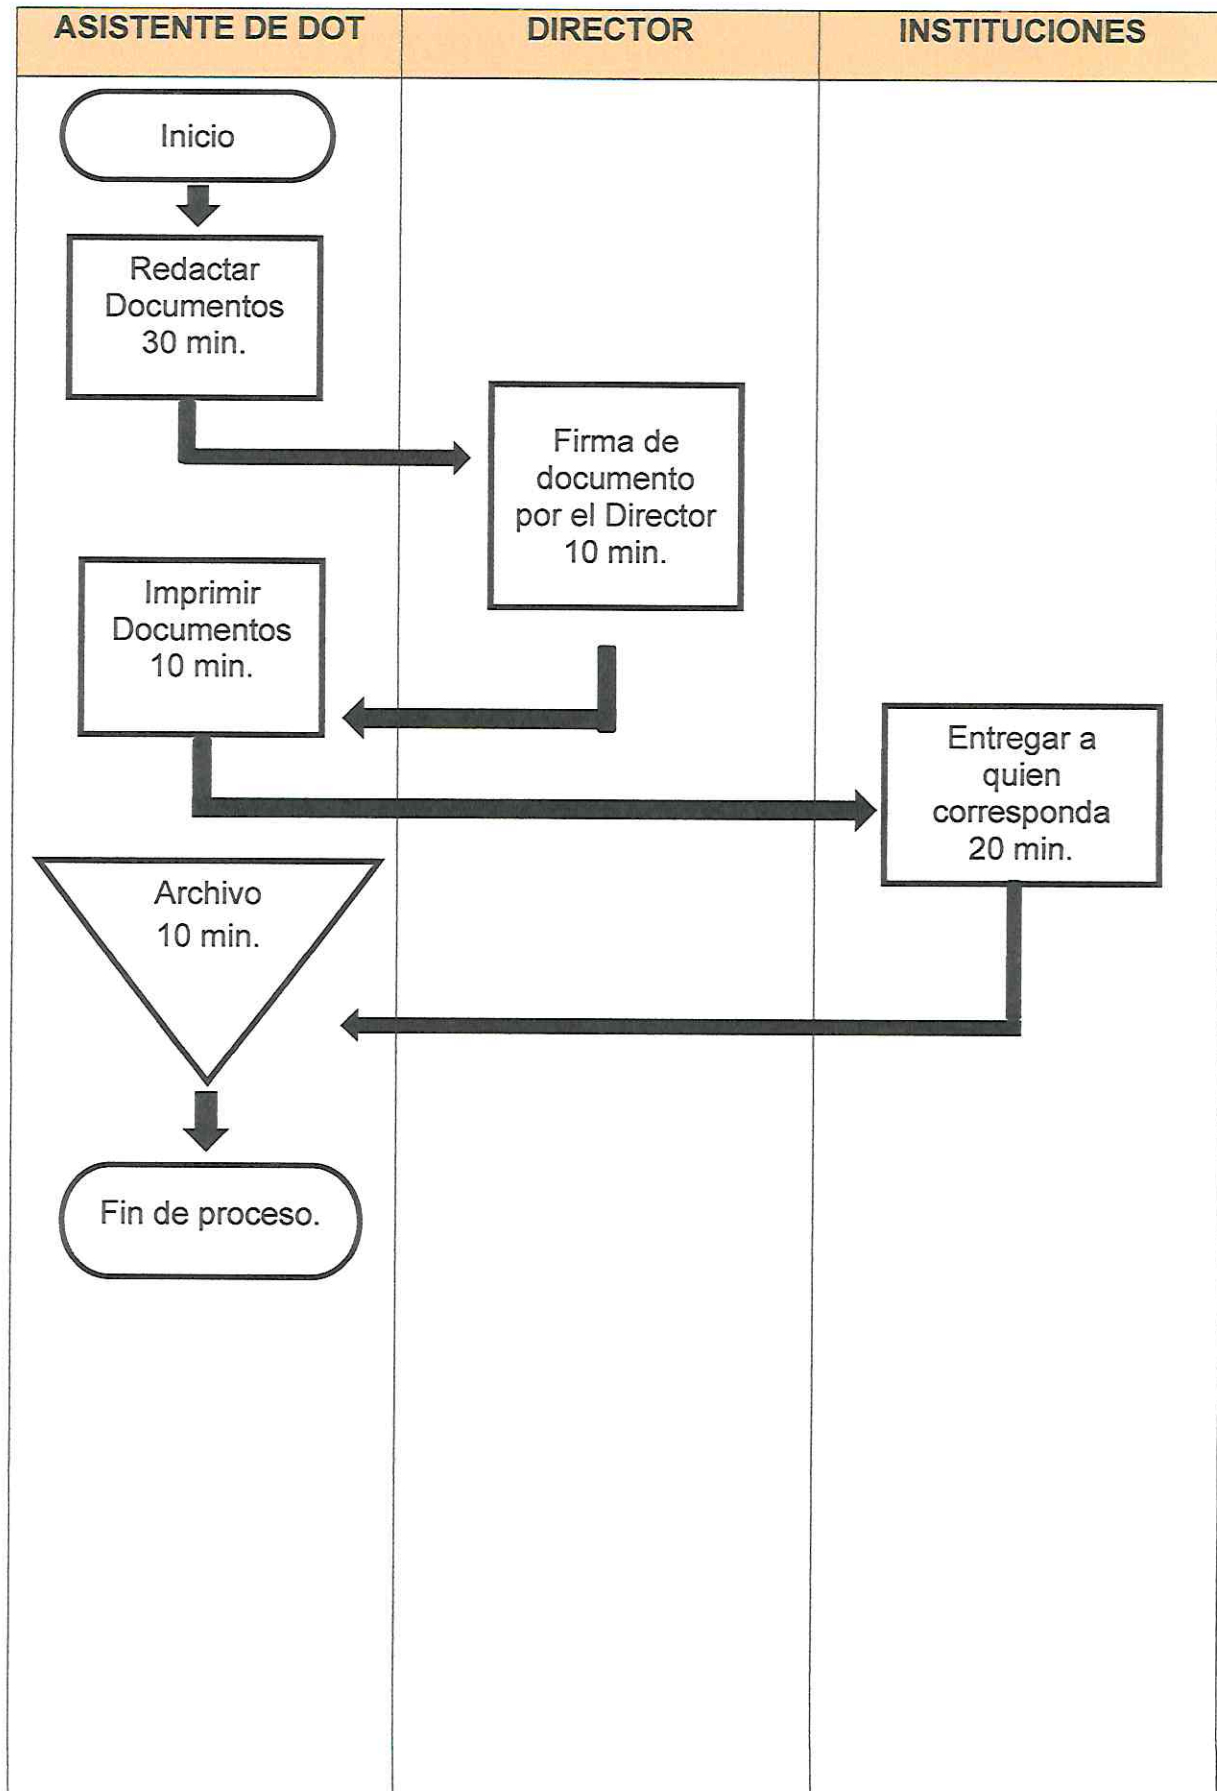 ASISTENTE DE DOT
DIRECTOR
INSTITUCIONES
Inicio
Redactar
Documentos
30 min.
Firma de
documento
por el Director
10 min.
Imprimir
Documentos
10 min.
Entregar a
quien
corresponda
20 min.
Archivo
10 min.
Fin de proceso.